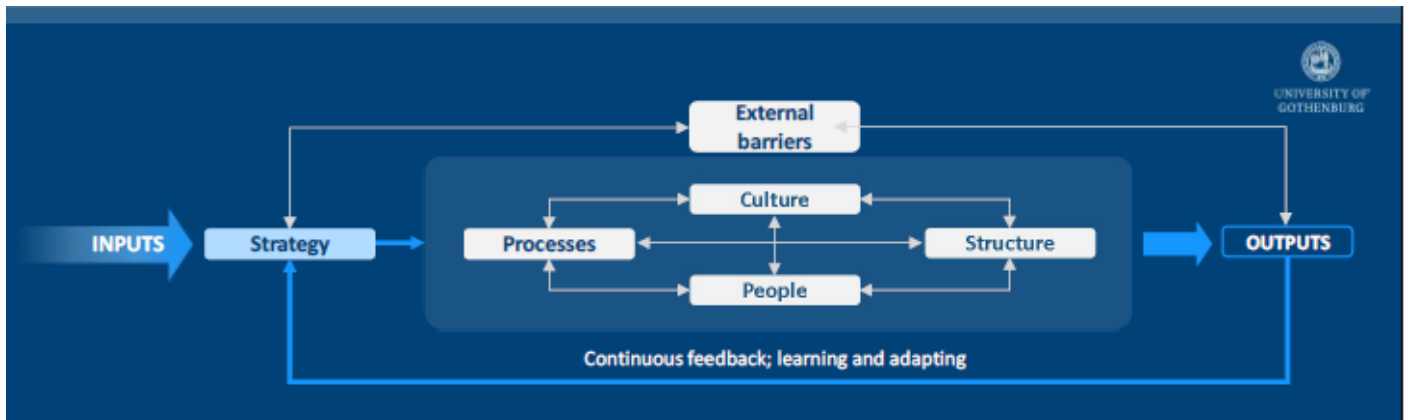 UNIVERSITY OF
GOTHENBURG
External
barriers
Culture
INPUTS
Strategy
Processes
Structure
OUTPUTS
People
Continuous feedback; learning and adapting